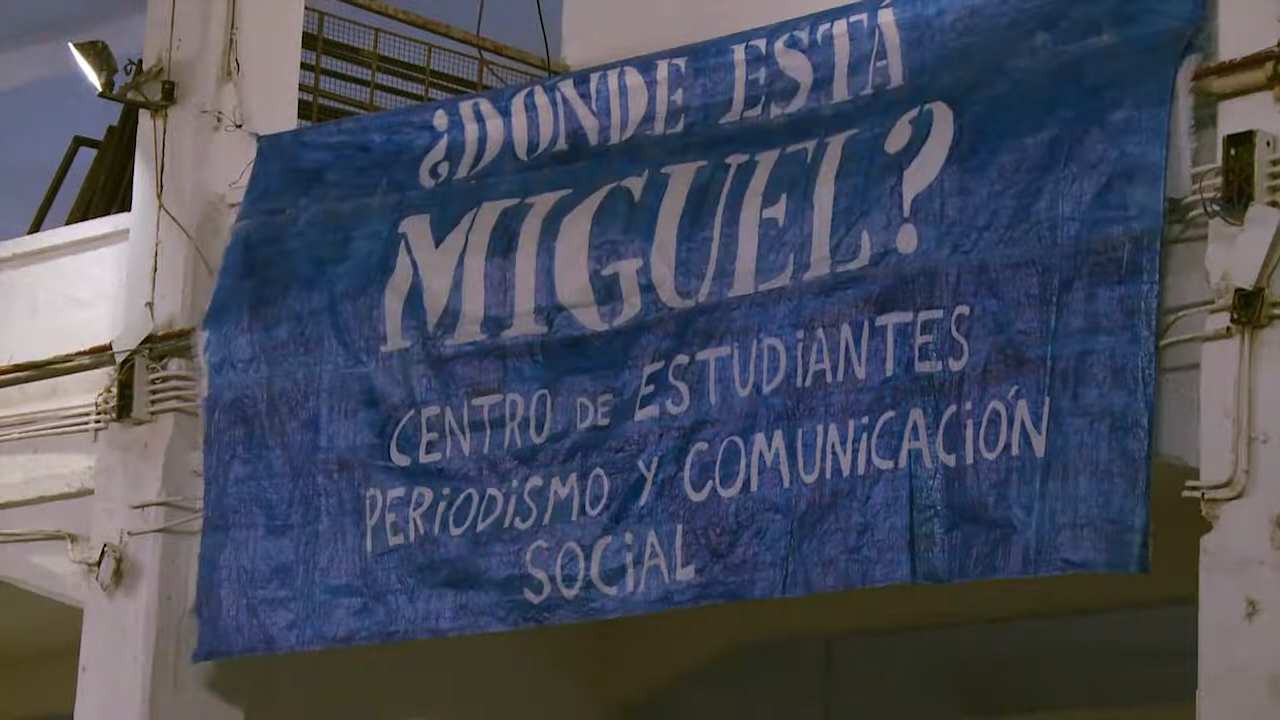 ¿DONDE ESTÁ
MIGUEL?
CENTRO DE ESTUDIANTES
PERIODISMO Y COMUNICACIÓN
SOCIAL